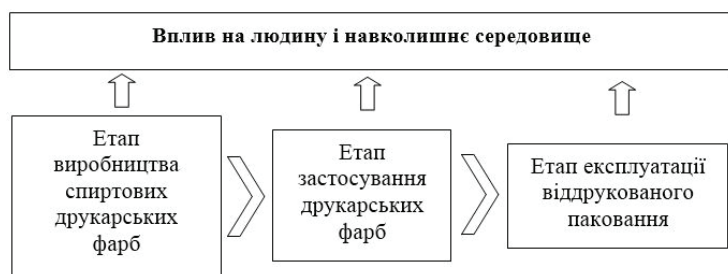 Вплив на людину і навколишнє середовище
Етап
виробництва
спиртових
друкарських
фарб
Етап
застосування
друкарських
фарб
Етап експлуатації
віддрукованого
паковання